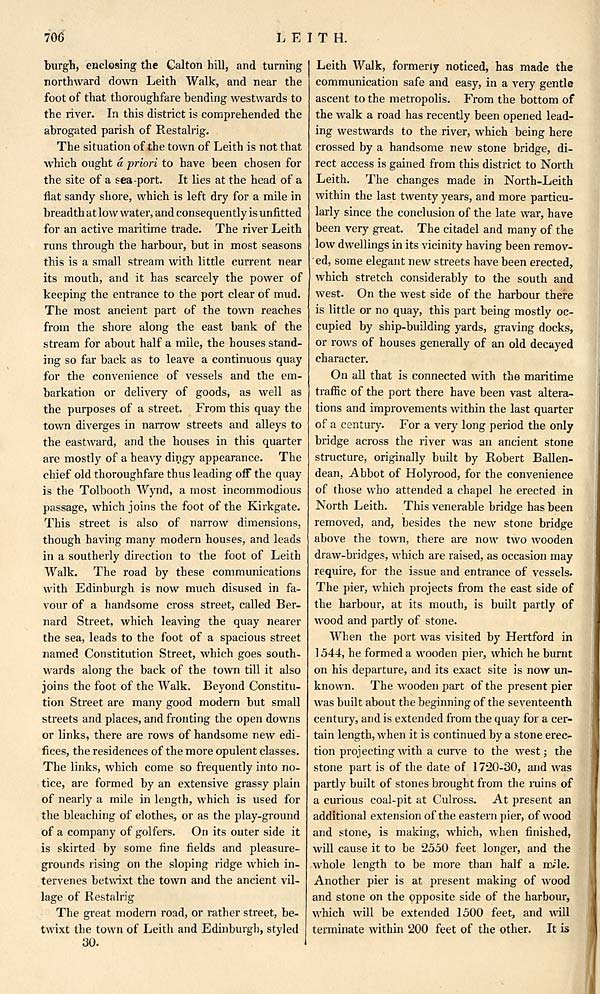 706
LEITH.
burgh, enclosing the Calton hill, and turning
northward down Leith Walk, and near the
foot of that thoroughfare bending westwards to
the river. In this district is comprehended the
abrogated parish of Restalrig.
The situation of the town of Leith is not that
which ought á priori to have been chosen for
the site of a sea-port. It lies at the head of a
flat sandy shore, which is left dry for a mile in
breadth at low water, and consequently is unfitted
for an active maritime trade. The river Leith
runs through the harbour, but in most seasons
this is a small stream with little current near
its mouth, and it has scarcely the power of
keeping the entrance to the port clear of mud.
The most ancient part of the town reaches
from the shore along the east bank of the
stream for about half a mile, the houses stand-
ing so far back as to leave a continuous quay
for the convenience of vessels and the em-
barkation or delivery of goods, as well as
the purposes of a street. From this quay the
town diverges in narrow streets and alleys to
the eastward, and the houses in this quarter
are mostly of a heavy dingy appearance. The
chief old thoroughfare thus leading off the quay
is the Tolbooth Wynd, a most incommodious
passage, which joins the foot of the Kirkgate.
This street is also of narrow dimensions,
though having many modern houses, and leads
in a southerly direction to the foot of Leith
Walk. The road by these communications
with Edinburgh is now much disused in fa-
vour of a handsome cross street, called Ber-
nard Street, which leaving the quay nearer
the sea, leads to the foot of a spacious street
named Constitution Street, which goes south-
wards along the back of the town till it also
joins the foot of the Walk. Beyond Constitu-
tion Street are many good modern but small
streets and places, and fronting the open downs
or links, there are rows of handsome new edi-
fices, the residences of the more opulent classes.
The links, which come so frequently into no-
tice, are formed by an extensive grassy plain
of nearly a mile in length, which is used for
the bleaching of clothes, or as the play-ground
of a company of golfers. On its outer side it
is skirted by some fine fields and pleasure-
grounds rising on the sloping ridge which in-
tervenes betwixt the town and the ancient vil-
lage of Restalrig
The great modern road, or rather street, be-
twixt the town of Leith and Edinburgh, styled
30.
Leith Walk, formerly noticed, has made the
communication safe and easy, in a very gentle
ascent to the metropolis. From the bottom of
the walk a road has recently been opened lead-
ing westwards to the river, which being here
crossed by a handsome new stone bridge, di-
rect access is gained from this district to North
Leith. The changes made in North-Leith
within the last twenty years, and more particu-
larly since the conclusion of the late war, have
been very great. The citadel and many of the
low dwellings in its vicinity having been remov-
ed, some elegant new streets have been erected,
which stretch considerably to the south and
west. On the west side of the harbour there
is little or no quay, this part being mostly oc-
cupied by ship-building yards, graving docks,
or rows of houses generally of an old decayed
character.
On all that is connected with the maritime
traffic of the port there have been vast altera-
tions and improvements within the last quarter
of a century. For a very long period the only
bridge across the river was an ancient stone
structure, originally built by Robert Ballen-
dean, Abbot of Holyrood, for the convenience
of those who attended a chapel he erected in
North Leith. This venerable bridge has been
removed, and, besides the new stone bridge
above the town, there are now two wooden
draw-bridges, which are raised, as occasion may
require, for the issue and entrance of vessels.
The pier, which projects from the east side of
the harbour, at its mouth, is built partly of
wood and partly of stone.
When the port was visited by Hertford in
1544, he formed a wooden pier, which he burnt
on his departure, and its exact site is now un-
known. The wooden part of the present pier
was built about the beginning of the seventeenth
century, and is extended from the quay for a cer-
tain length, when it is continued by a stone erec-
tion projecting with a curve to the west; the
stone part is of the date of 1720-30, and was
partly built of stones brought from the ruins of
a curious coal-pit at Culross. At present an
additional extension of the eastern pier, of wood
and stone, is making, which, when finished,
will cause it to be 2550 feet longer, and the
whole length to be more than half a mile.
Another pier is at present making of wood
and stone on the opposite side of the harbour,
which will be extended 1500 feet, and will
terminate within 200 feet of the other. It is